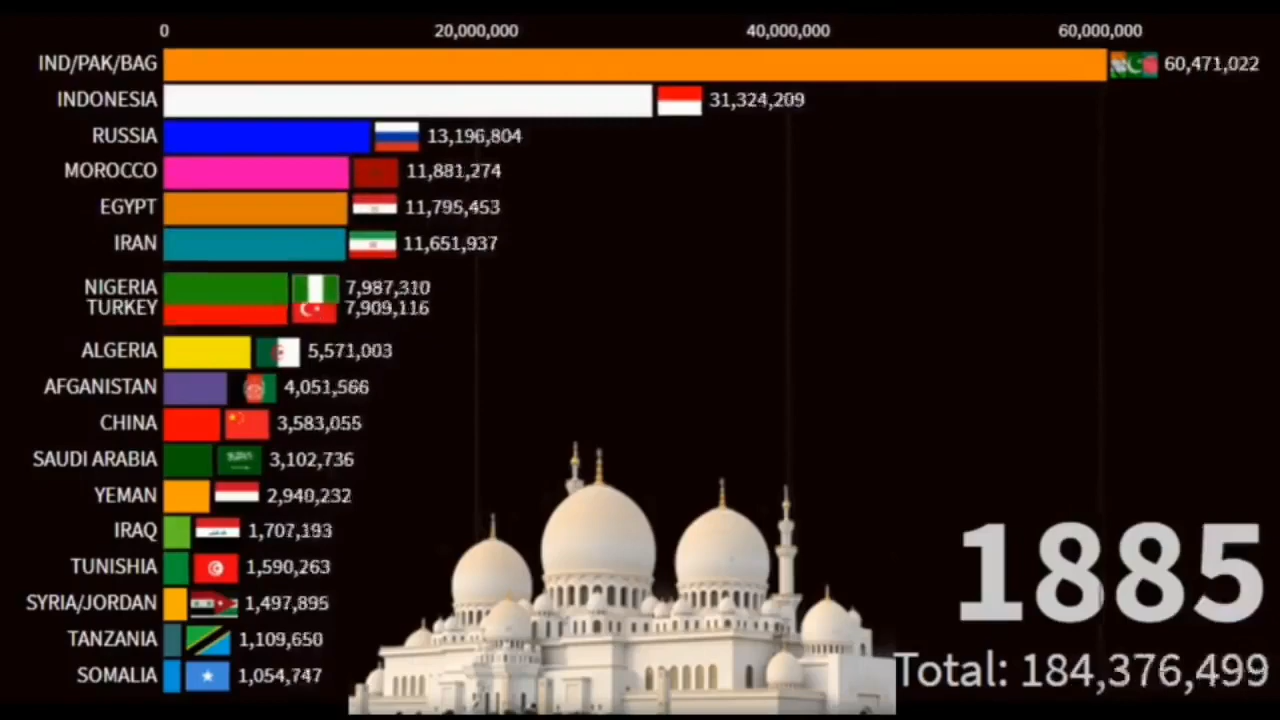 0 20,000,000 40,000,000 60,000,000
IND/PAK/BAG 60,471,022
INDONESIA 31,324,209
RUSSIA 13,196,804
MOROCCO 11,881,274
EGYPT 11,795,453
IRAN 11,651,937
NIGERIA 7,987,310
TURKEY 7,909,116
ALGERIA 5,571,003
AFGANISTAN 4,051,566
CHINA 3,583,055
SAUDI ARABIA 3,102,736
YEMAN 2,940,232
IRAQ 1,707,193
TUNISHIA 1,590,263
SYRIA/JORDAN 1,497,895
TANZANIA 1,109,650
SOMALIA 1,054,747
1885
Total: 184,376,499